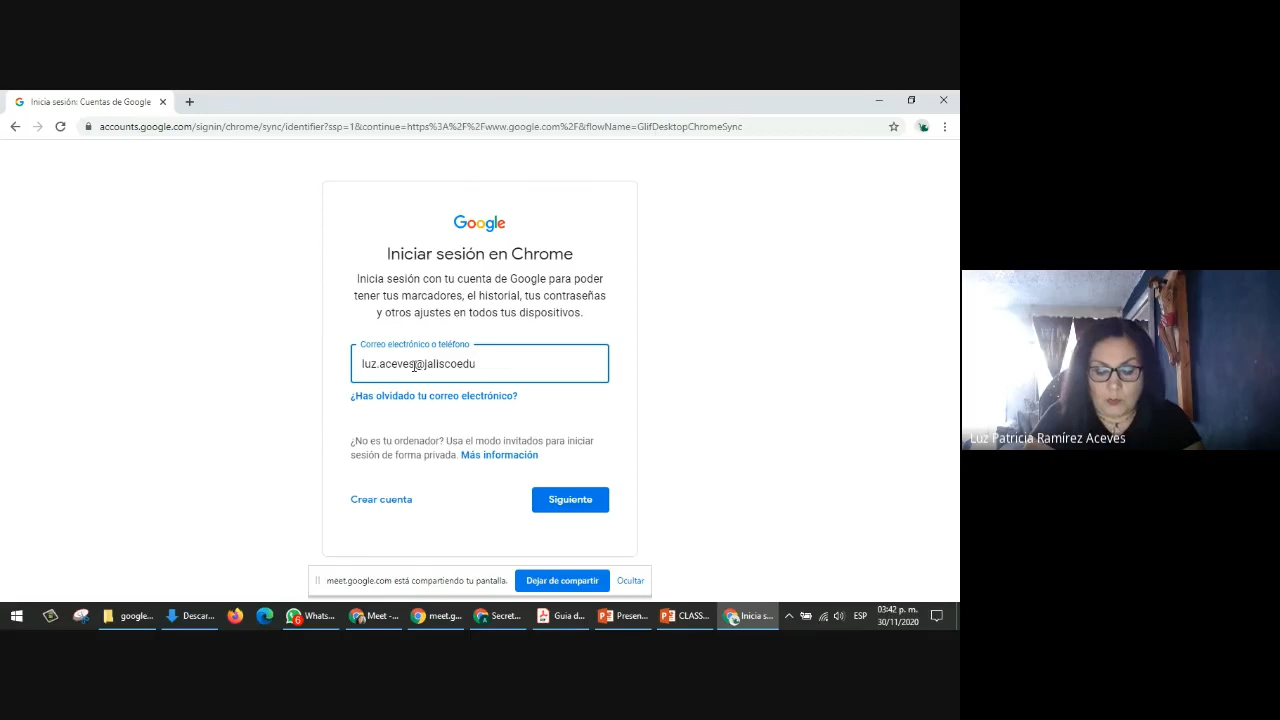 Inicia sesión: Cuentas de Google
accounts.google.com/signin/chrome/sync/identifier?ssp=1&continue=https%3A%2F%2Fwww.google.com%2F&flowName=GlifDesktopChromeSync
Google
Iniciar sesión en Chrome
Inicia sesión con tu cuenta de Google para poder
tener tus marcadores, el historial, tus contraseñas
y otros ajustes en todos tus dispositivos.
Correo electrónico o teléfono
luz.aceves@jaliscoedu
¿Has olvidado tu correo electrónico?
¿No es tu ordenador? Usa el modo invitados para iniciar
sesión de forma privada. Más información
Crear cuenta
Siguiente
Luz Patricia Ramírez Aceves
meet.google.com está compartiendo tu pantalla.
Dejar de compartir
Ocultar
google...
Descar...
6
Whats...
Meet -...
meet.g...
Secret...
Guia d...
Presen...
CLASS...
Inicia s...
ESP
03:42 p. m.
30/11/2020